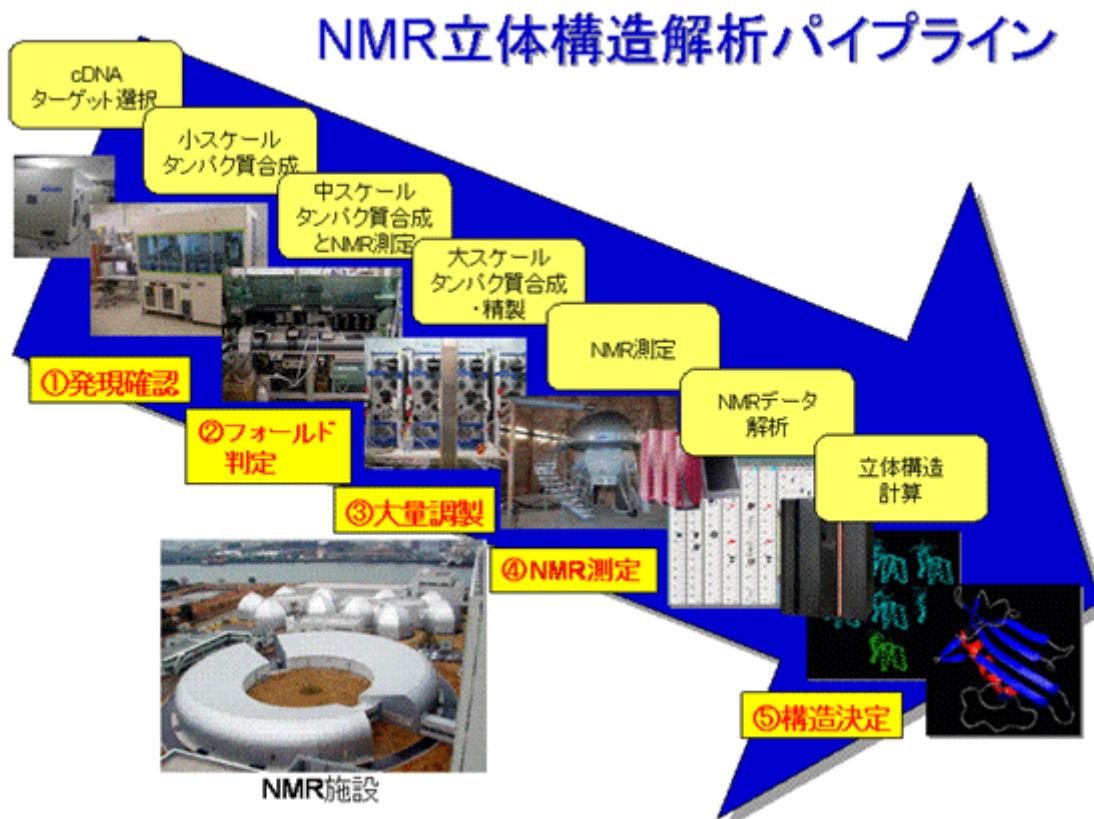 NMR立体構造解析パイプライン
cDNA
ターゲット選択
小スケール
タンパク質合成
中スケール
タンパク質合成
とNMR測定
大スケール
タンパク質合成
・精製
NMR測定
NMRデータ
解析
立体構造
計算
①発現確認
②フォールド
判定
③大量調製
④NMR測定
⑤構造決定
NMR施設